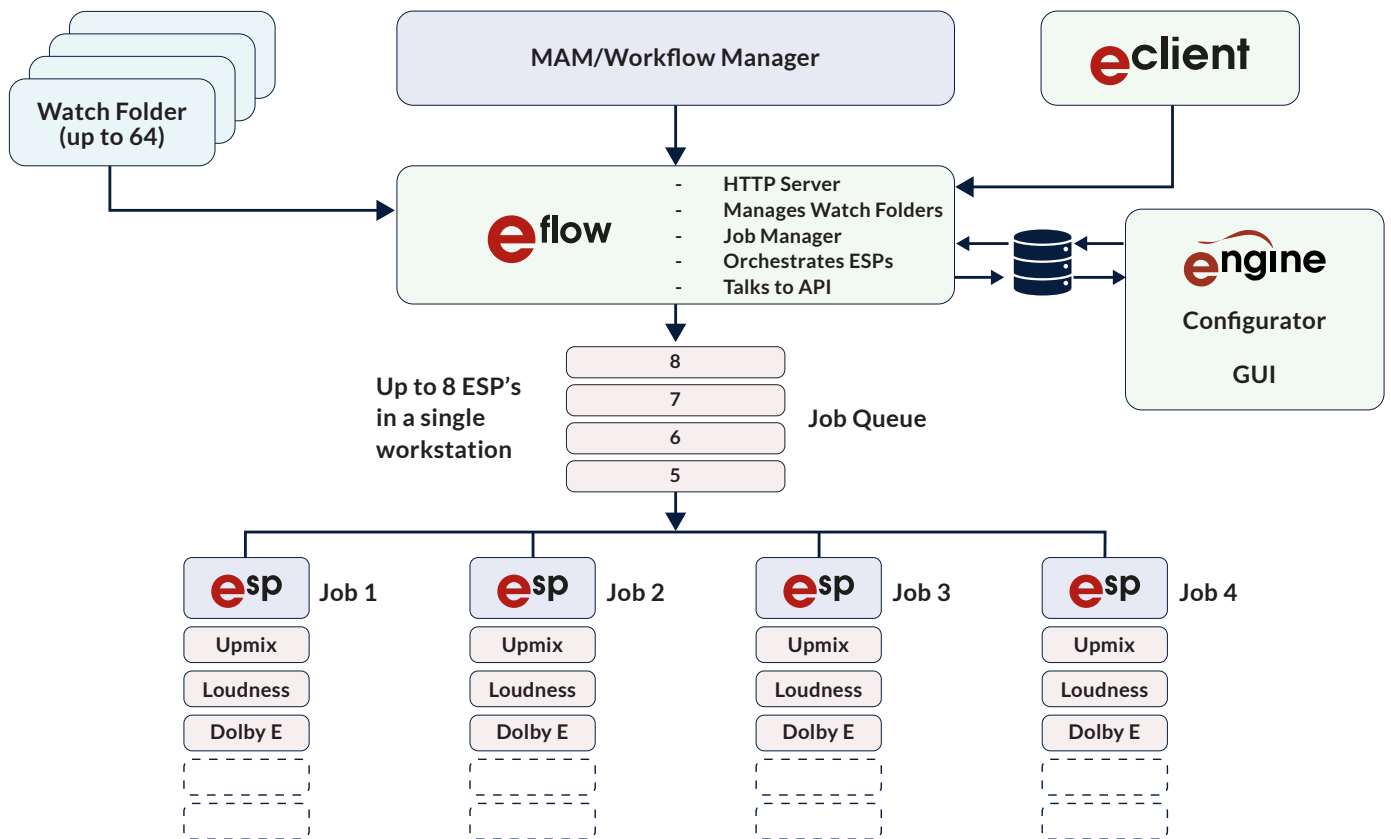 MAM/Workflow Manager
eclient
Watch Folder
(up to 64)
eflow
- HTTP Server
- Manages Watch Folders
- Job Manager
- Orchestrates ESPs
- Talks to API
engine
Configurator
GUI
Up to 8 ESP’s
in a single
workstation
8
7
6
5
Job Queue
esp
Job 1
esp
Job 2
esp
Job 3
esp
Job 4
Upmix
Upmix
Upmix
Upmix
Loudness
Loudness
Loudness
Loudness
Dolby E
Dolby E
Dolby E
Dolby E